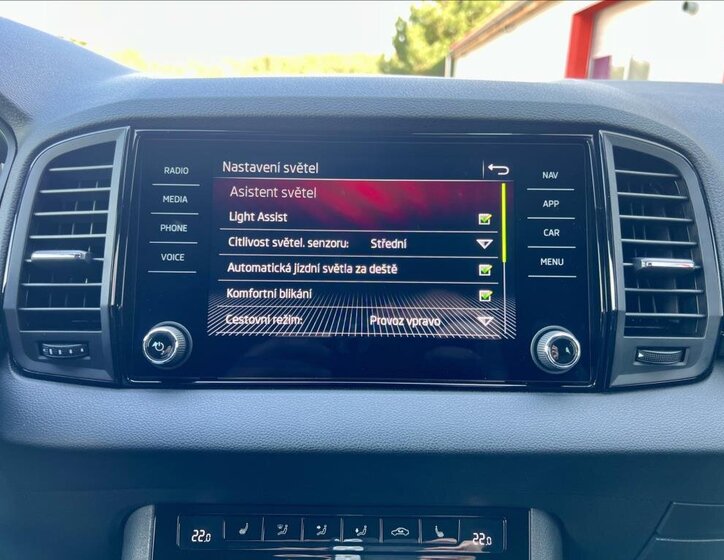 Nastavení světel
RADIO
MEDIA
PHONE
VOICE
Asistent světel
Light Assist
Citlivost světel. senzoru: Střední
Automatická jízdní světla za deště
Komfortní blikání
Cestovní režim: Provoz vpravo
NAV
APP
CAR
MENU
22.0
22.0